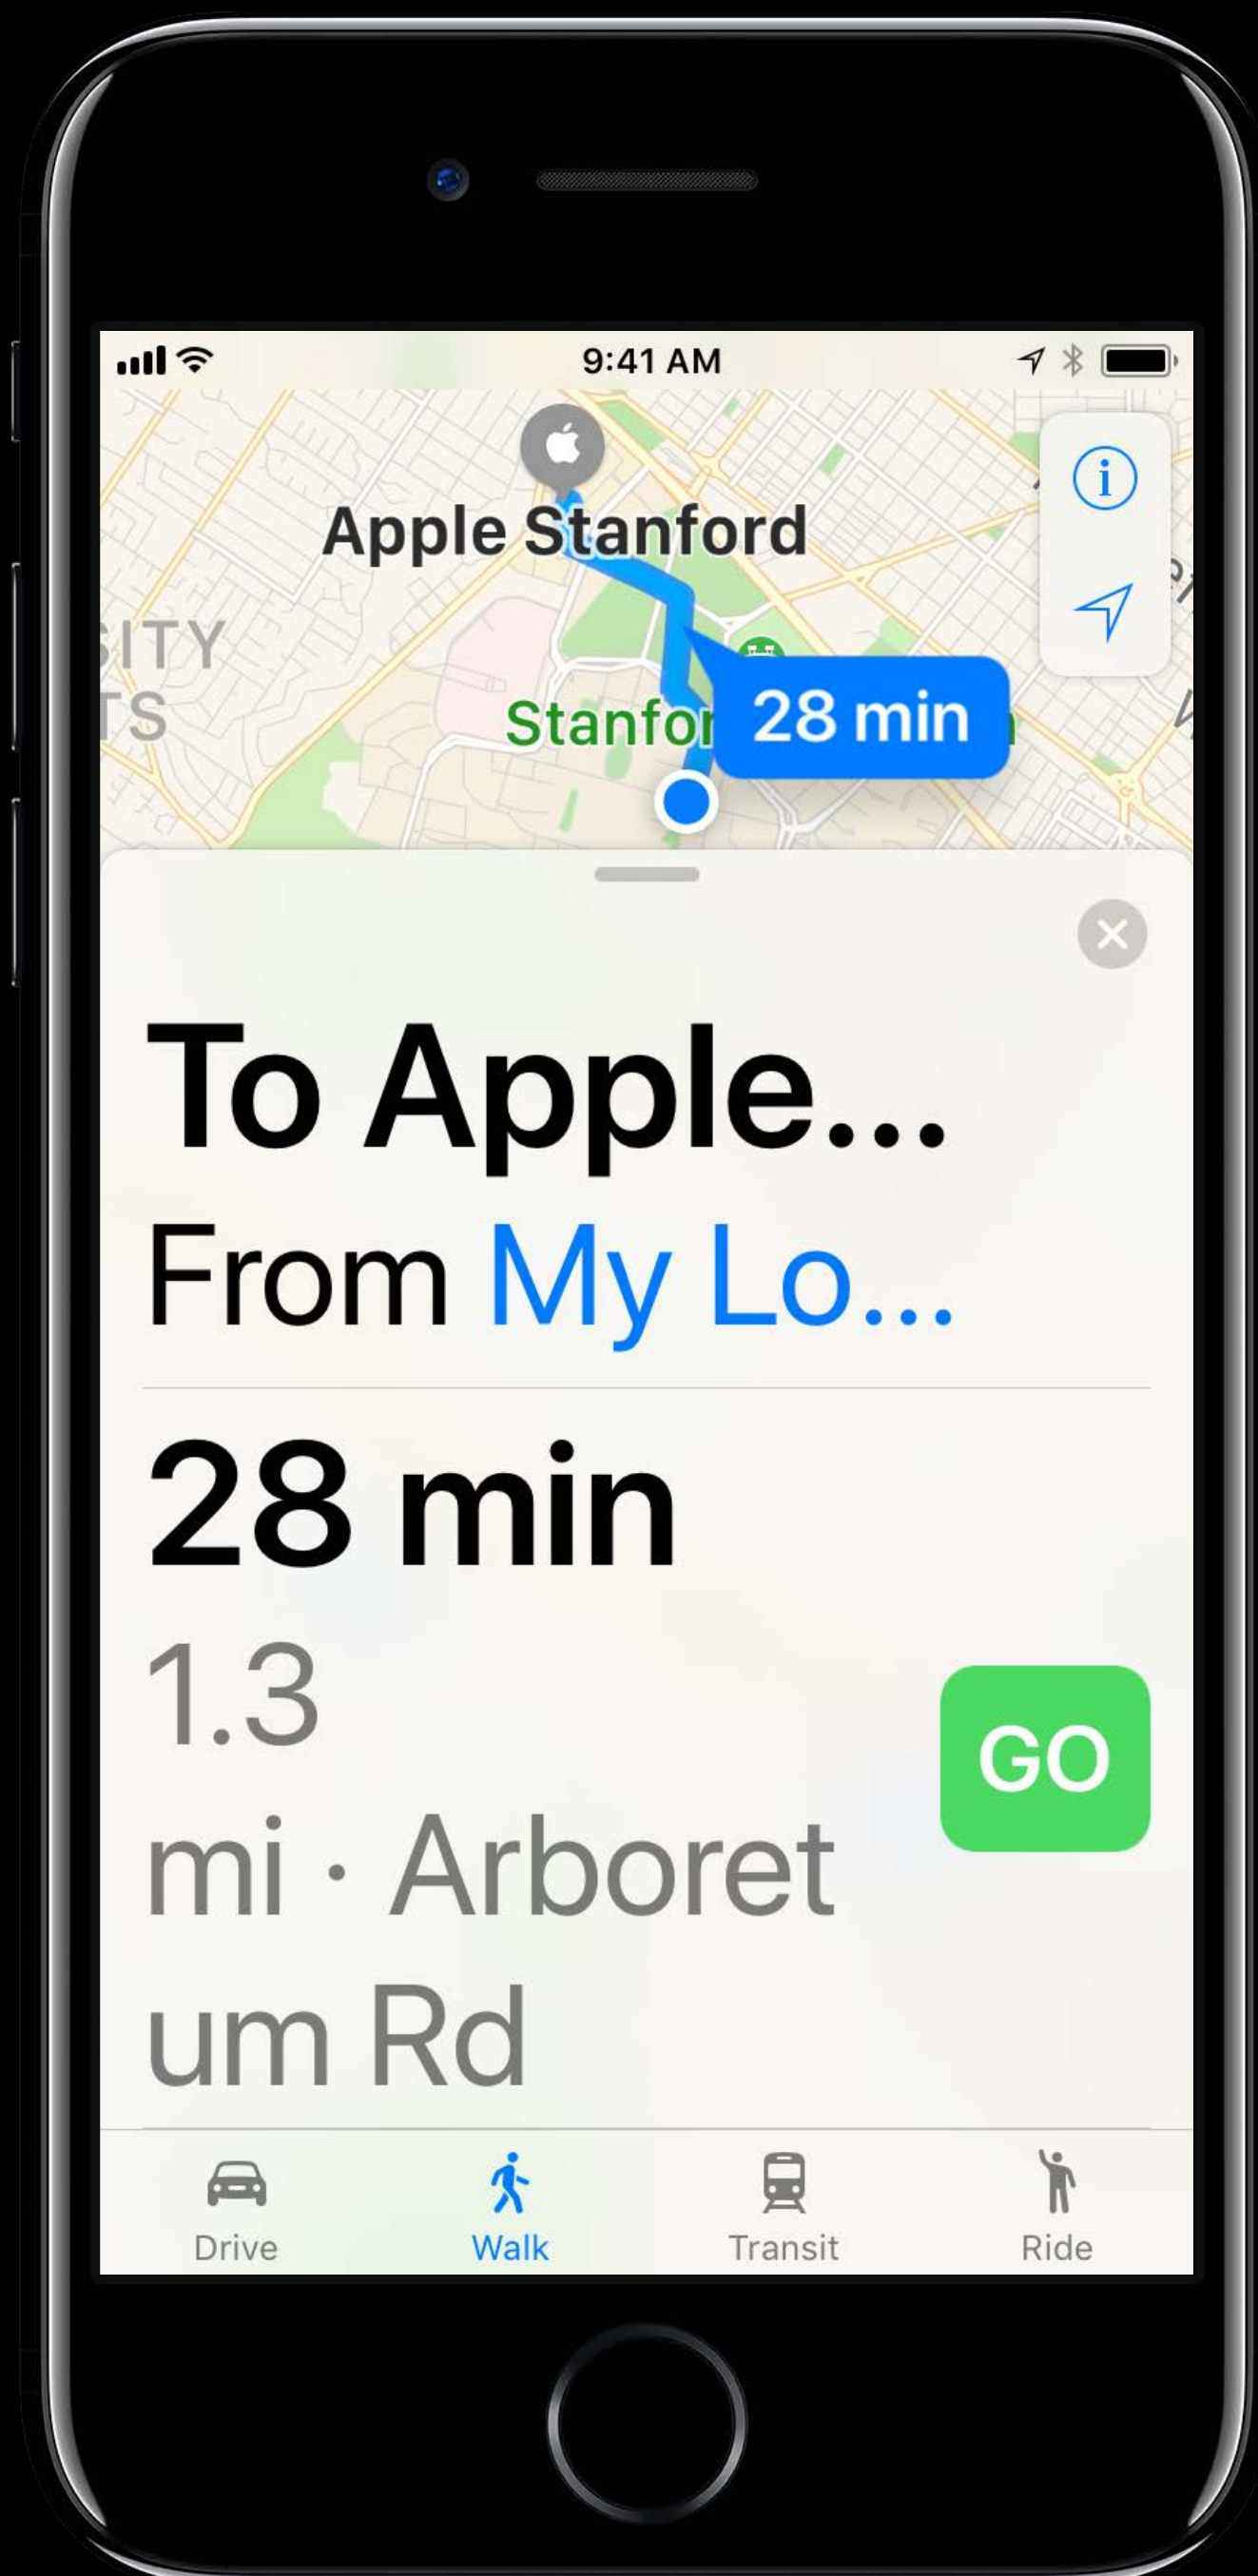 9:41 AM
Apple Stanford
SITY
TS
28 min
Stanfor
To Apple...
From My Lo...
28 min
1.3
mi · Arboret
um Rd
GO
Drive
Walk
Transit
Ride